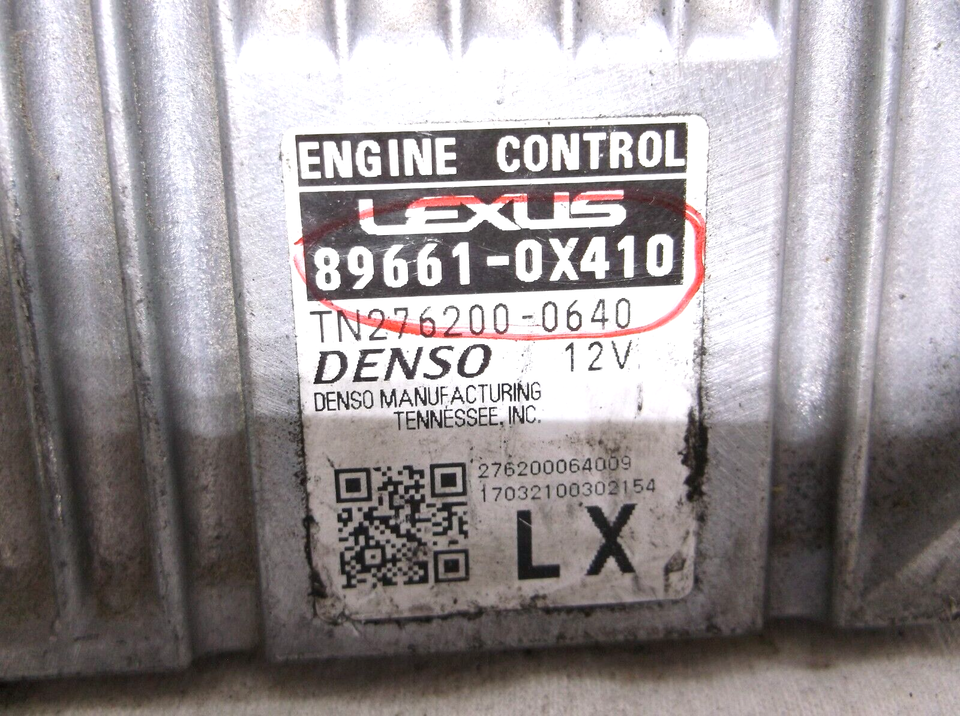 ENGINE CONTROL
LEXUS
89661-0X410
TN276200-0640
DENSO 12V
DENSO MANUFACTURING
TENNESSEE, INC.
276200064009
17032100302154
LX